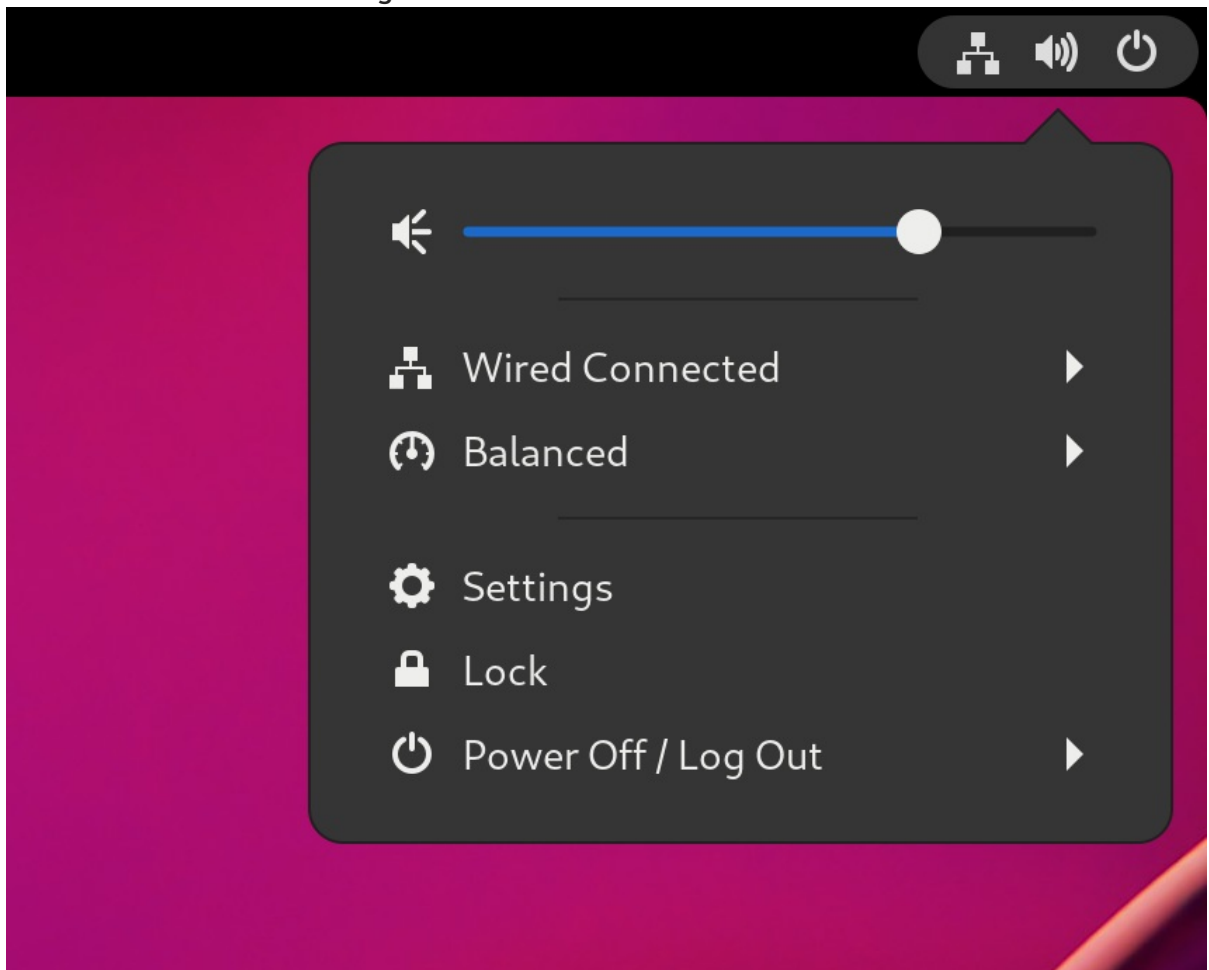 Wired Connected
Balanced
Settings
Lock
Power Off / Log Out